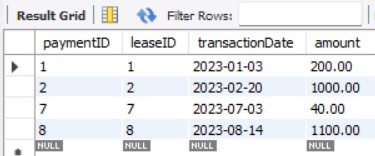 Result Grid Filter Rows:
paymentID leaseID transactionDate amount
1 1 2023-01-03 200.00
2 2 2023-02-20 1000.00
7 7 2023-07-03 40.00
8 8 2023-08-14 1100.00
NULL NULL NULL NULL